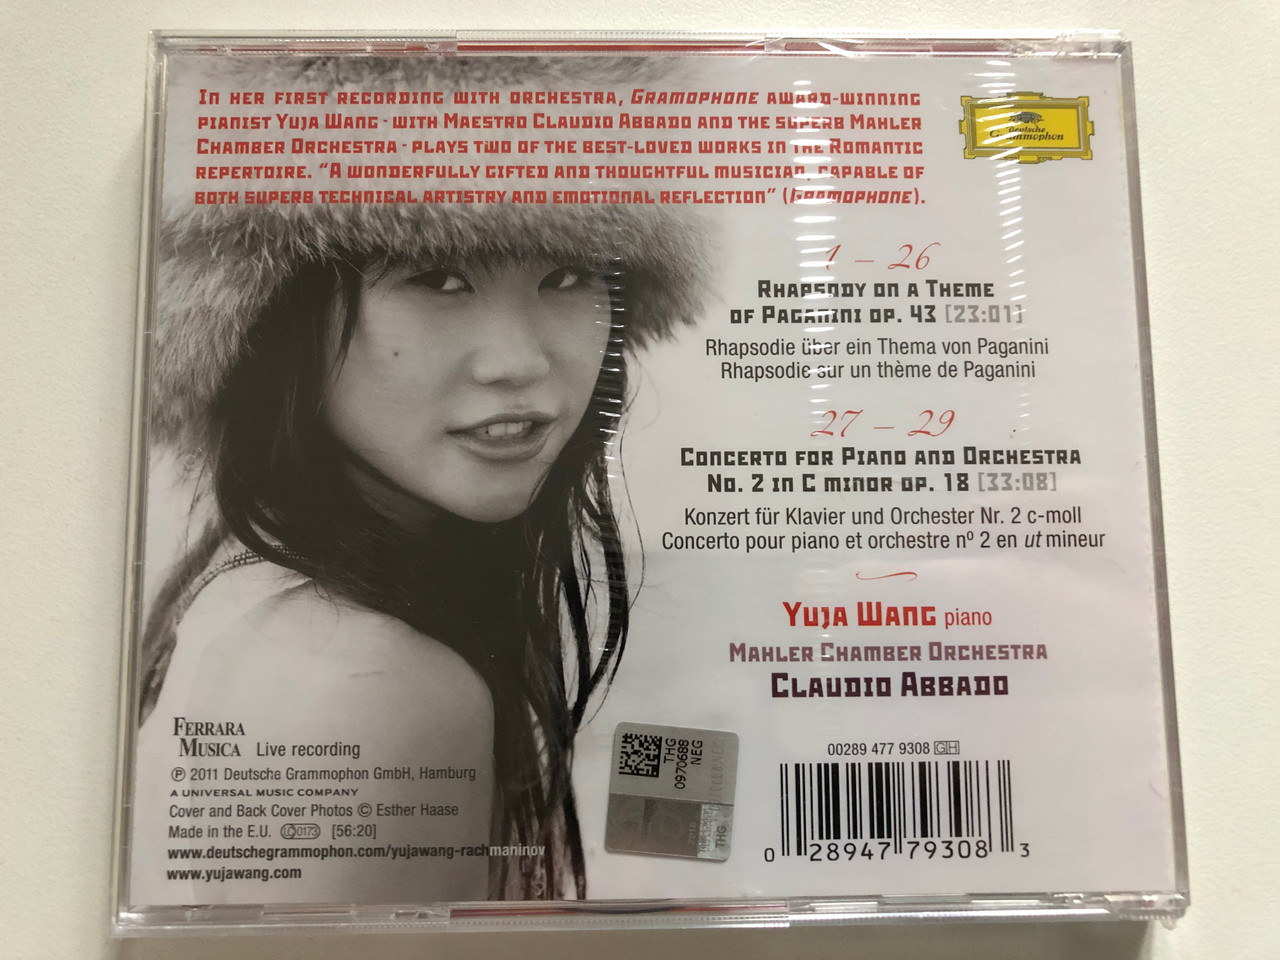 In her first recording with orchestra, Gramophone award-winning
pianist Yuja Wang · with Maestro Claudio Abbado and the superb Mahler
Chamber Orchestra · plays two of the best-loved works in the Romantic
repertoire. “A wonderfully gifted and thoughtful musician, capable of
both superb technical artistry and emotional reflection” (Gramophone).
Deutsche
Grammophon
1 – 26
Rhapsody on a Theme
of Paganini op. 43 [23:01]
Rhapsodie über ein Thema von Paganini
Rhapsodie sur un thème de Paganini
27 – 29
Concerto for Piano and Orchestra
No. 2 in C minor op. 18 [33:08]
Konzert für Klavier und Orchester Nr. 2 c-moll
Concerto pour piano et orchestre nº 2 en ut mineur
Yuja Wang piano
Mahler Chamber Orchestra
Claudio Abbado
Ferrara
Musica Live recording
℗ 2011 Deutsche Grammophon GmbH, Hamburg
A UNIVERSAL MUSIC COMPANY
Cover and Back Cover Photos © Esther Haase
Made in the E.U. LC 0173 [56:20]
www.deutschegrammophon.com/yujawang-rachmaninov
www.yujawang.com
THG
0970688
NEG
THG
00289 477 9308 GH
0 28947 79308 3